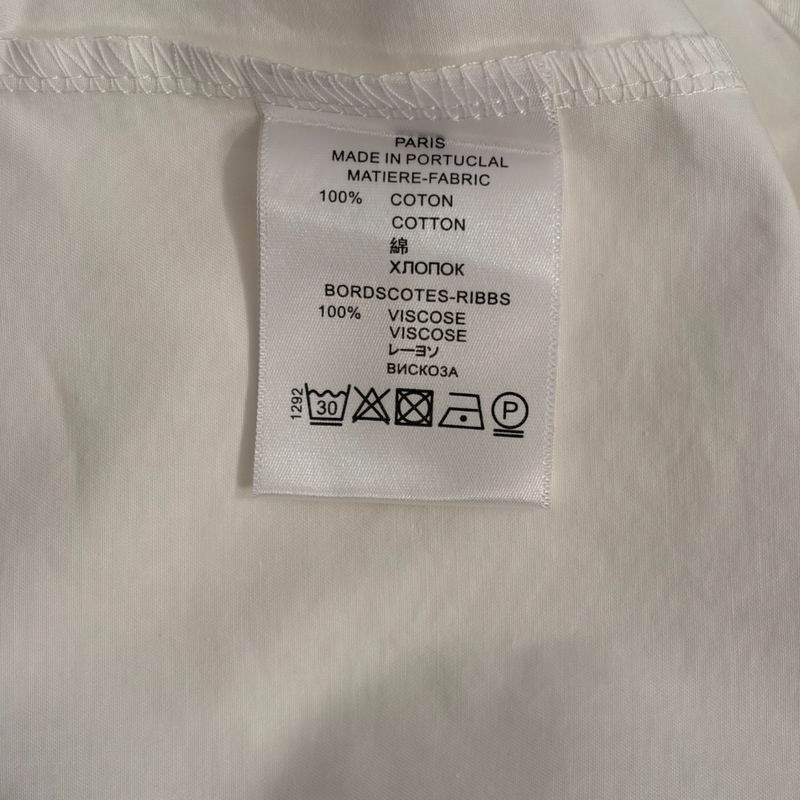 PARIS
MADE IN PORTUCLAL
MATIERE-FABRIC
100% COTON
COTTON
綿
ХЛОПОК
BORDSCOTES-RIBBS
100% VISCOSE
VISCOSE
レーヨソ
ВИСКОЗА
1292 30 P